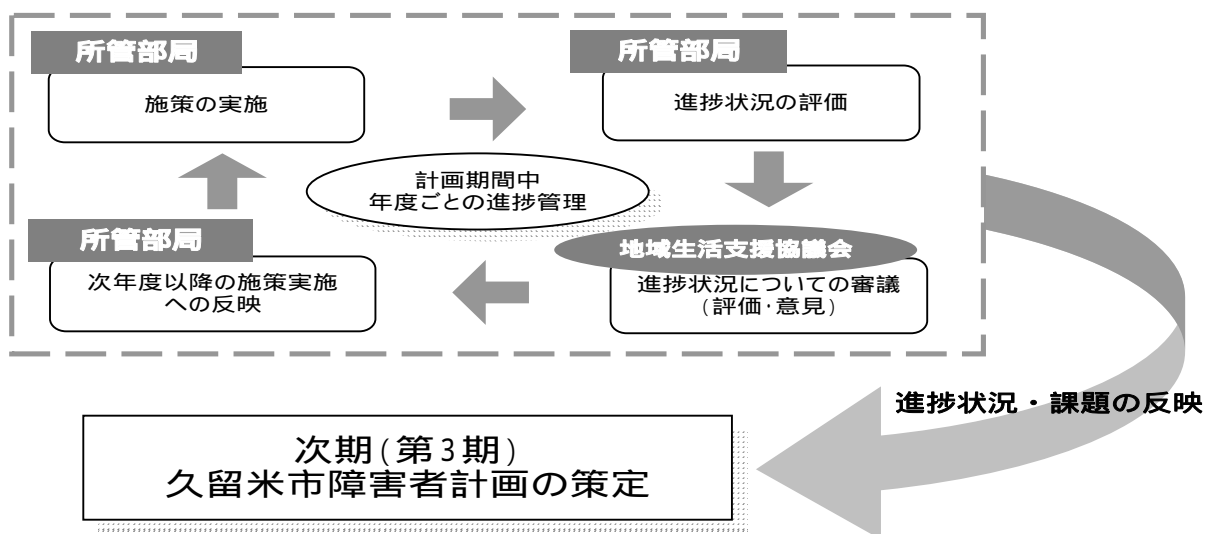 所管部局
施策の実施
所管部局
進捗状況の評価
計画期間中
年度ごとの進捗管理
所管部局
次年度以降の施策実施
への反映
地域生活支援協議会
進捗状況についての審議
(評価･意見)
進捗状況・課題の反映
次期(第3期)
久留米市障害者計画の策定